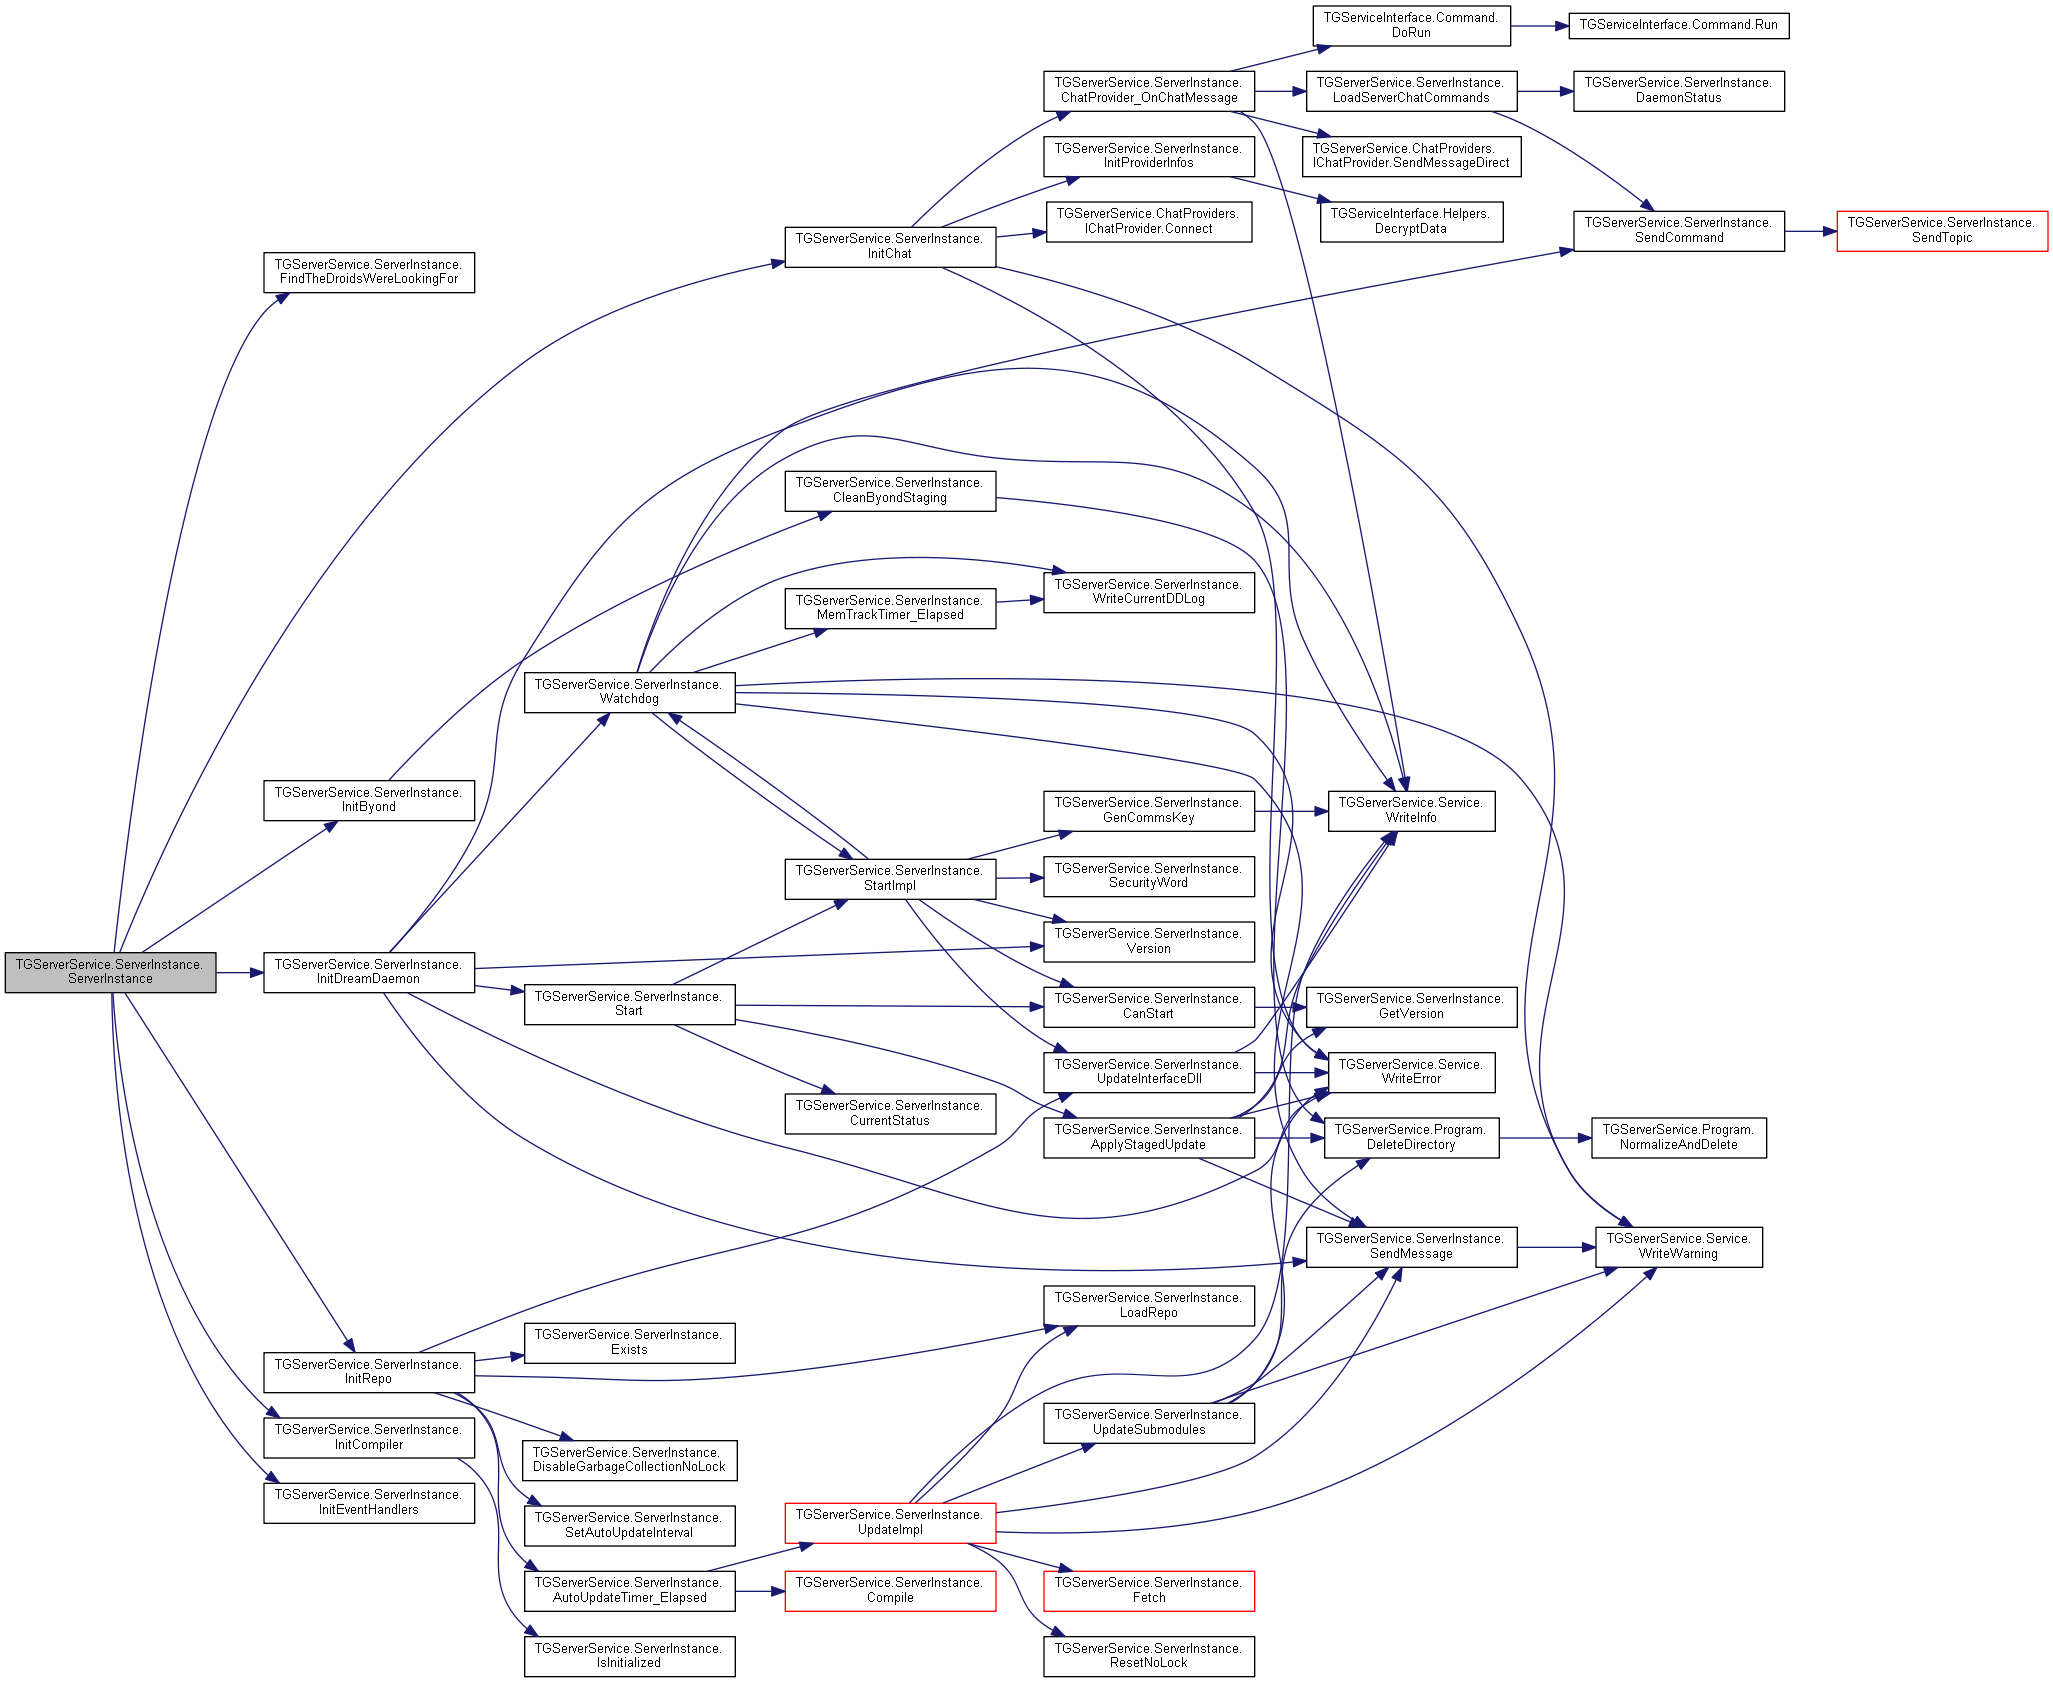 TGServiceInterface.Command.
DoRun
TGServiceInterface.Command.Run
TGServerService.ServerInstance.
ChatProvider_OnChatMessage
TGServerService.ServerInstance.
LoadServerChatCommands
TGServerService.ServerInstance.
DaemonStatus
TGServerService.ServerInstance.
InitProviderInfos
TGServerService.ChatProviders.
IChatProvider.SendMessageDirect
TGServerService.ChatProviders.
IChatProvider.Connect
TGServiceInterface.Helpers.
DecryptData
TGServerService.ServerInstance.
SendCommand
TGServerService.ServerInstance.
SendTopic
TGServerService.ServerInstance.
InitChat
TGServerService.ServerInstance.
FindTheDroidsWereLookingFor
TGServerService.ServerInstance.
CleanByondStaging
TGServerService.ServerInstance.
WriteCurrentDDLog
TGServerService.ServerInstance.
MemTrackTimer_Elapsed
TGServerService.ServerInstance.
Watchdog
TGServerService.ServerInstance.
InitByond
TGServerService.ServerInstance.
GenCommsKey
TGServerService.Service.
WriteInfo
TGServerService.ServerInstance.
StartImpl
TGServerService.ServerInstance.
SecurityWord
TGServerService.ServerInstance.
Version
TGServerService.ServerInstance.
ServerInstance
TGServerService.ServerInstance.
InitDreamDaemon
TGServerService.ServerInstance.
Start
TGServerService.ServerInstance.
CanStart
TGServerService.ServerInstance.
GetVersion
TGServerService.ServerInstance.
UpdateInterfaceDll
TGServerService.Service.
WriteError
TGServerService.ServerInstance.
CurrentStatus
TGServerService.ServerInstance.
ApplyStagedUpdate
TGServerService.Program.
DeleteDirectory
TGServerService.Program.
NormalizeAndDelete
TGServerService.ServerInstance.
SendMessage
TGServerService.Service.
WriteWarning
TGServerService.ServerInstance.
LoadRepo
TGServerService.ServerInstance.
Exists
TGServerService.ServerInstance.
InitRepo
TGServerService.ServerInstance.
UpdateSubmodules
TGServerService.ServerInstance.
InitCompiler
TGServerService.ServerInstance.
DisableGarbageCollectionNoLock
TGServerService.ServerInstance.
InitEventHandlers
TGServerService.ServerInstance.
SetAutoUpdateInterval
TGServerService.ServerInstance.
UpdateImpl
TGServerService.ServerInstance.
AutoUpdateTimer_Elapsed
TGServerService.ServerInstance.
Compile
TGServerService.ServerInstance.
Fetch
TGServerService.ServerInstance.
IsInitialized
TGServerService.ServerInstance.
ResetNoLock